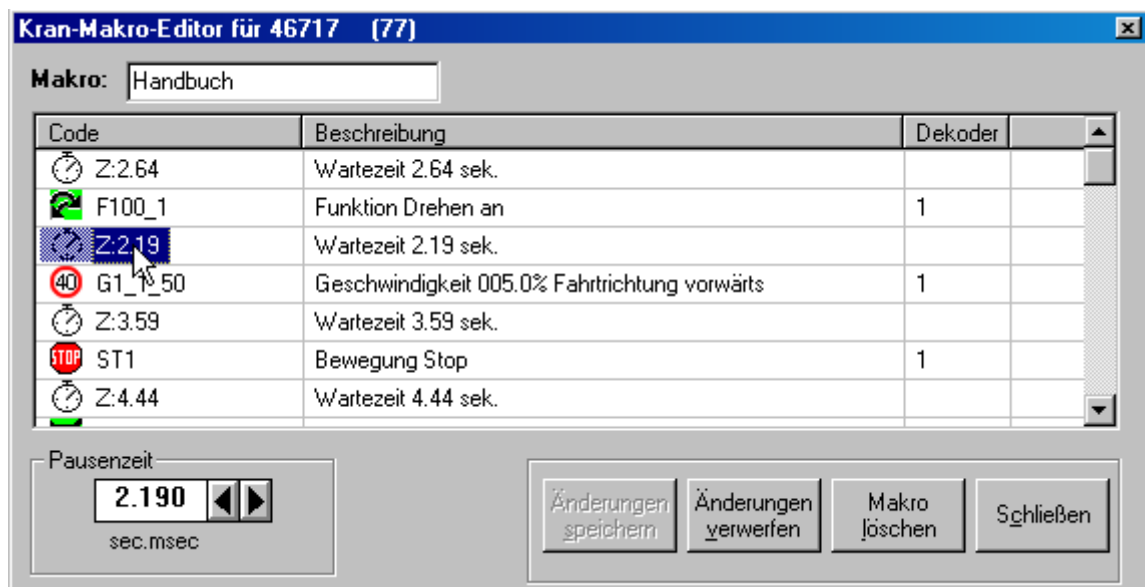 Kran-Makro-Editor für 46717 (77)
Makro: Handbuch
Code Beschreibung Dekoder
Z:2.64 Wartezeit 2.64 sek.
F100_1 Funktion Drehen an 1
Z:2.19 Wartezeit 2.19 sek.
40 G1_1_50 Geschwindigkeit 005.0% Fahrtrichtung vorwärts 1
Z:3.59 Wartezeit 3.59 sek.
STOP ST1 Bewegung Stop 1
Z:4.44 Wartezeit 4.44 sek.
Pausenzeit
2.190
sec.msec
Änderungen speichern
Änderungen verwerfen
Makro löschen
Schließen